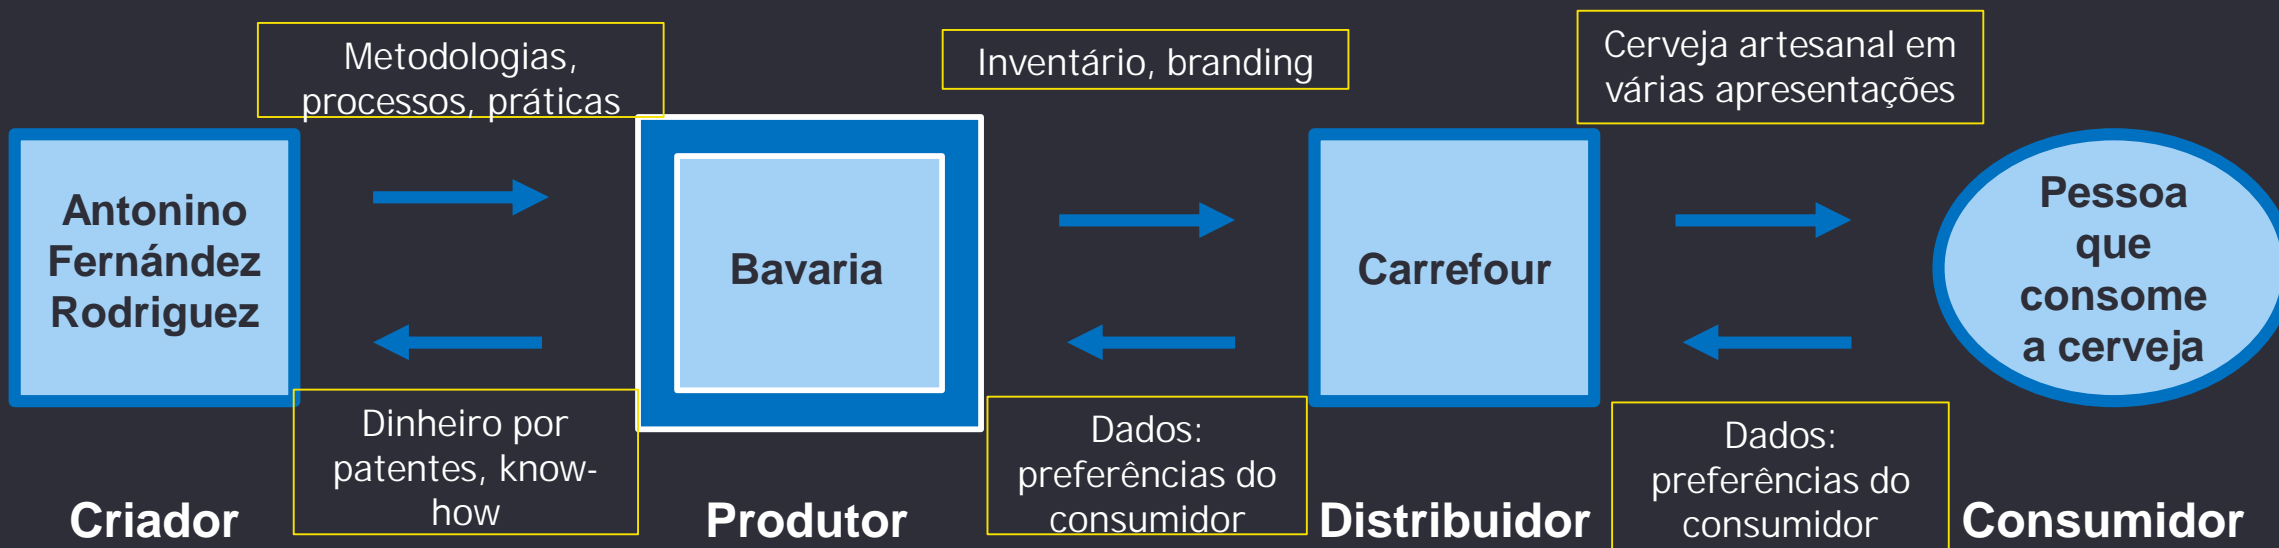 Metodologias,
processos, práticas
Inventário, branding
Cerveja artesanal em
várias apresentações
Antonino
Fernández
Rodriguez
Bavaria
Carrefour
Pessoa
que
consome
a cerveja
Dinheiro por
patentes, know-
how
Dados:
preferências do
consumidor
Dados:
preferências do
consumidor
Criador
Produtor
Distribuidor
Consumidor